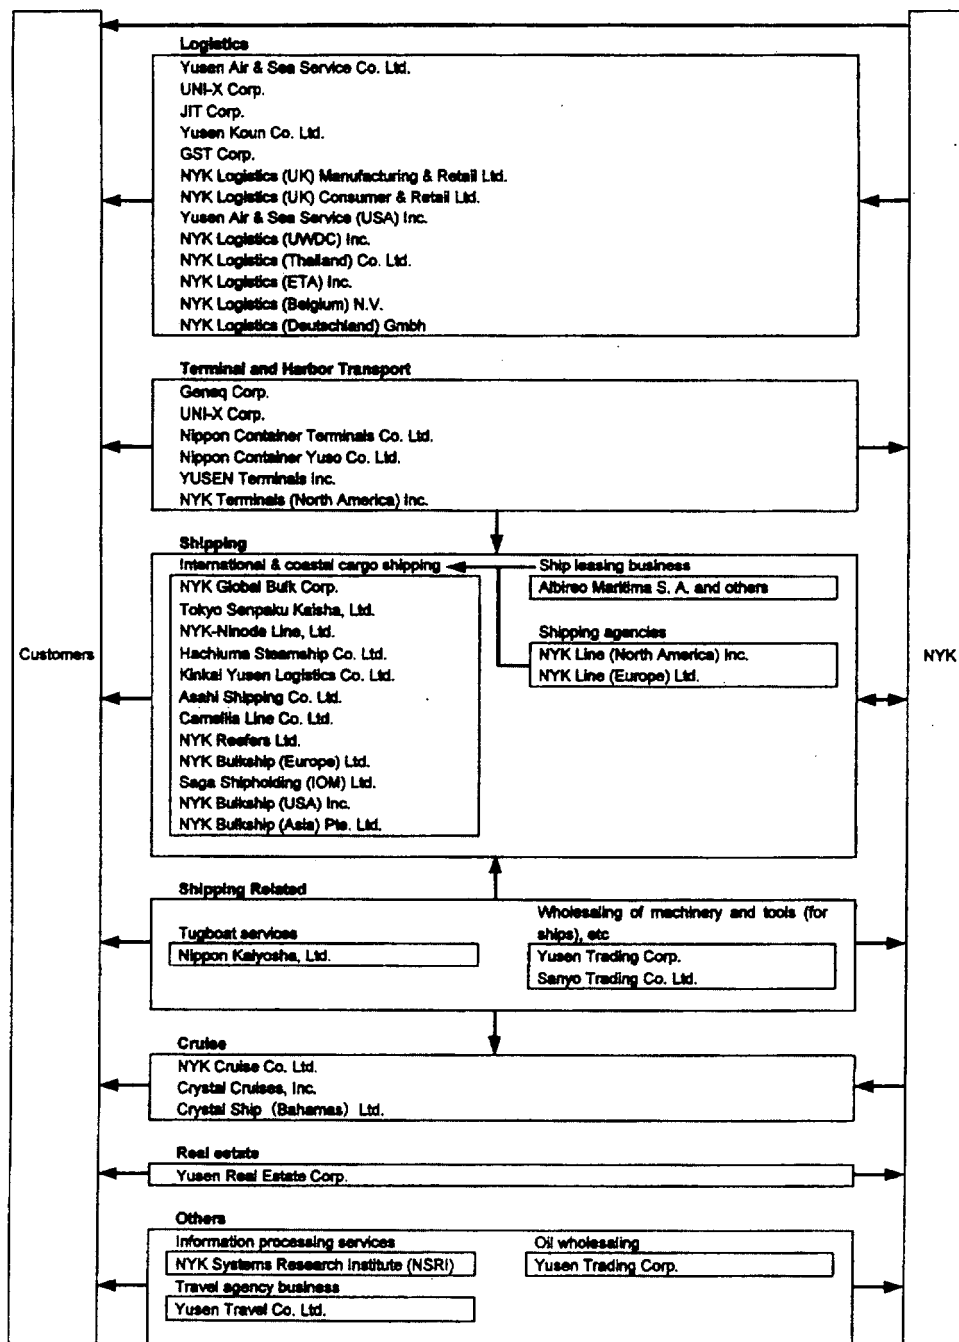 Logistics
Yusen Air & Sea Service Co. Ltd.
UNI-X Corp.
JIT Corp.
Yusen Koun Co. Ltd.
GST Corp.
NYK Logistics (UK) Manufacturing & Retail Ltd.
NYK Logistics (UK) Consumer & Retail Ltd.
Yusen Air & Sea Service (USA) Inc.
NYK Logistics (UWDC) Inc.
NYK Logistics (Thailand) Co. Ltd.
NYK Logistics (ETA) Inc.
NYK Logistics (Belgium) N.V.
NYK Logistics (Deutschland) Gmbh
Terminal and Harbor Transport
Geneq Corp.
UNI-X Corp.
Nippon Container Terminals Co. Ltd.
Nippon Container Yuso Co. Ltd.
YUSEN Terminals Inc.
NYK Terminals (North America) Inc.
Shipping
International & coastal cargo shipping
NYK Global Bulk Corp.
Tokyo Senpaku Kaisha, Ltd.
NYK-Hinode Line, Ltd.
Hachiuma Steamship Co. Ltd.
Kinkai Yusen Logistics Co. Ltd.
Asahi Shipping Co. Ltd.
Camellia Line Co. Ltd.
NYK Reefers Ltd.
NYK Bulkship (Europe) Ltd.
Saga Shipholding (IOM) Ltd.
NYK Bulkship (USA) Inc.
NYK Bulkship (Asia) Pte. Ltd.
Ship leasing business
Albireo Maritima S. A. and others
Shipping agencies
NYK Line (North America) Inc.
NYK Line (Europe) Ltd.
Customers
NYK
Shipping Related
Tugboat services
Nippon Kaiyosha, Ltd.
Wholesaling of machinery and tools (for
ships), etc
Yusen Trading Corp.
Sanyo Trading Co. Ltd.
Cruise
NYK Cruise Co. Ltd.
Crystal Cruises, Inc.
Crystal Ship (Bahamas) Ltd.
Real estate
Yusen Real Estate Corp.
Others
Information processing services
NYK Systems Research Institute (NSRI)
Travel agency business
Yusen Travel Co. Ltd.
Oil wholesaling
Yusen Trading Corp.